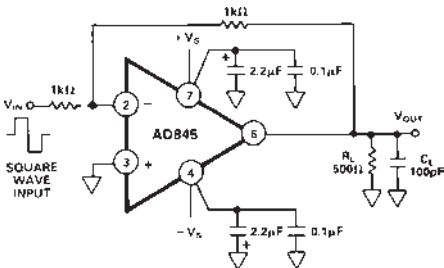 1kΩ
1kΩ
+VS
+
2.2µF
0.1µF
VIN
2
−
7
AD845
6
VOUT
3
+
4
SQUARE
WAVE
INPUT
RL
500Ω
CL
100pF
−VS
2.2µF
+
0.1µF